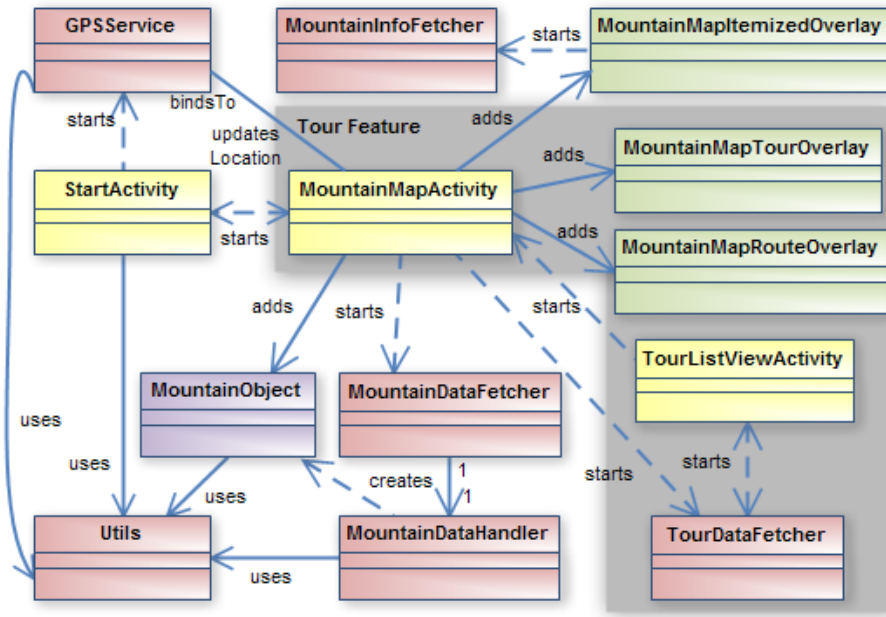 GPSService
MountainInfoFetcher
MountainMapItemizedOverlay
starts
bindsTo
starts
updates
Location
Tour Feature
adds
MountainMapTourOverlay
adds
StartActivity
MountainMapActivity
starts
adds
MountainMapRouteOverlay
adds
starts
starts
TourListViewActivity
MountainObject
MountainDataFetcher
uses
uses
uses
creates
1
1
starts
starts
Utils
MountainDataHandler
TourDataFetcher
uses